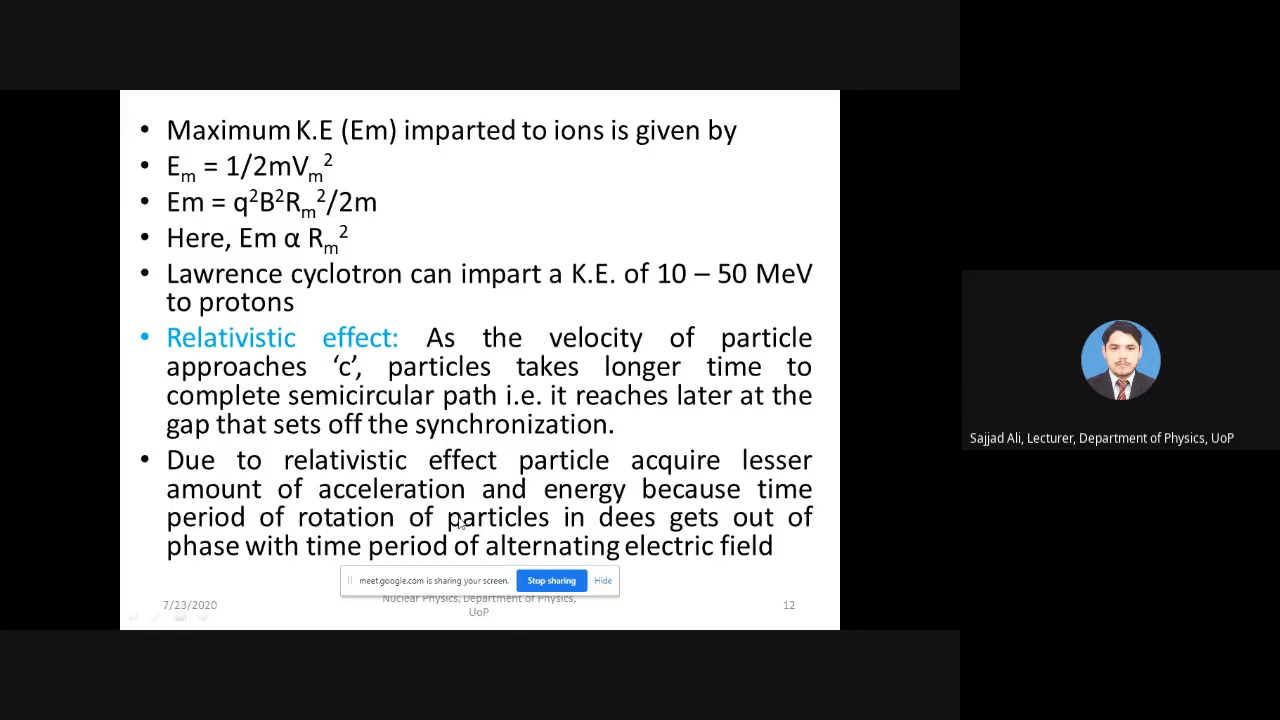 • Maximum K.E (Em) imparted to ions is given by
• Eₘ = 1/2mVₘ²
• Em = q²B²Rₘ²/2m
• Here, Em α Rₘ²
• Lawrence cyclotron can impart a K.E. of 10 – 50 MeV
to protons
• Relativistic effect: As the velocity of particle
approaches ‘c’, particles takes longer time to
complete semicircular path i.e. it reaches later at the
gap that sets off the synchronization.
• Due to relativistic effect particle acquire lesser
amount of acceleration and energy because time
period of rotation of particles in dees gets out of
phase with time period of alternating electric field
meet.google.com is sharing your screen. Stop sharing Hide
7/23/2020
Nuclear Physics, Department of Physics,
UoP
12
Sajjad Ali, Lecturer, Department of Physics, UoP